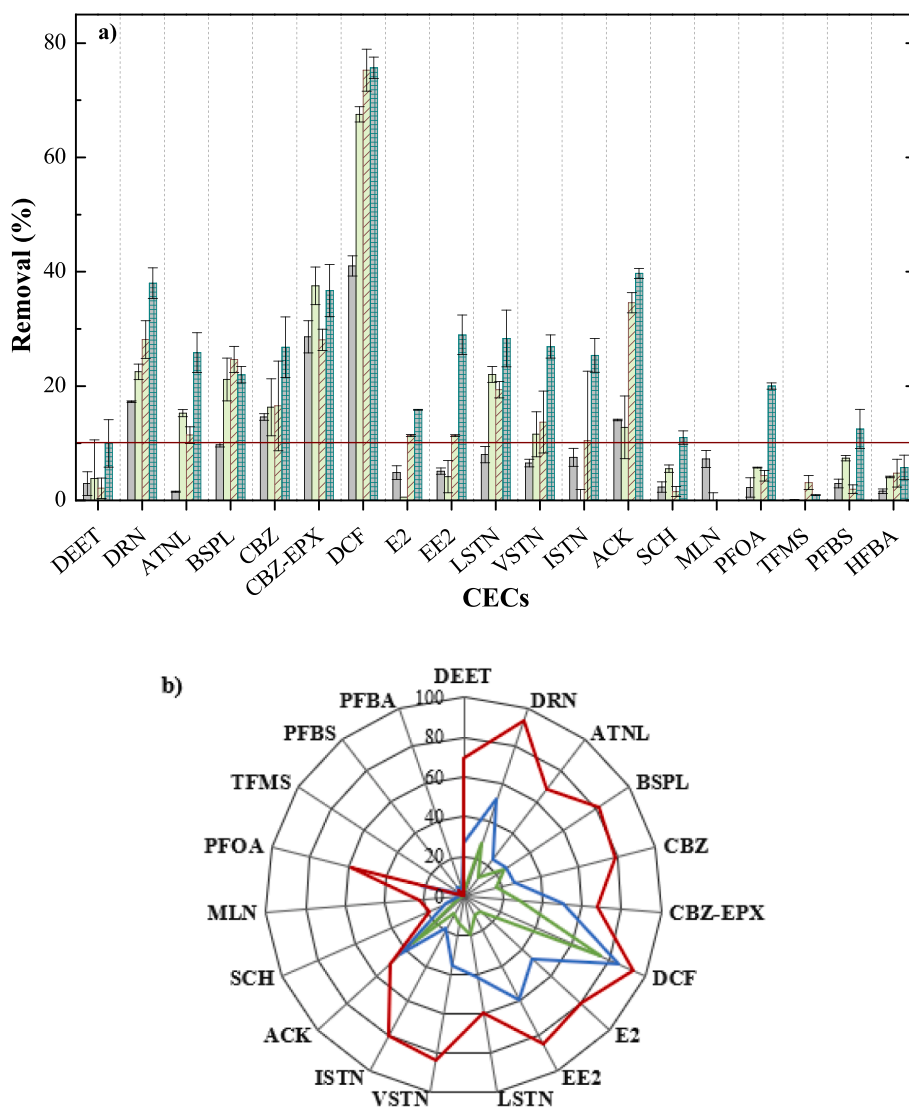 a)
Removal (%)
80
60
40
20
0
DEET
DRN
ATNL
BSPL
CBZ
CBZ-EPX
DCF
E2
EE2
LSTN
VSTN
ISTN
ACK
SCH
MLN
PFOA
TFMS
PFBS
HFBA
CECs
b)
DEET
DRN
ATNL
BSPL
CBZ
CBZ-EPX
DCF
E2
EE2
LSTN
VSTN
ISTN
ACK
SCH
MLN
PFOA
TFMS
PFBS
PFBA
100
80
60
40
20
0